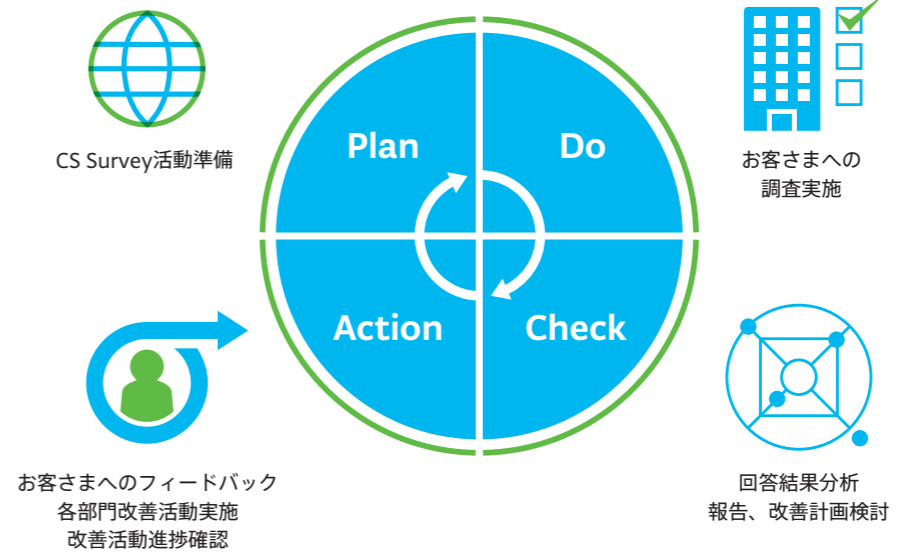 CS Survey活動準備
Plan
Do
お客さまへの
調査実施
Action
Check
お客さまへのフィードバック
各部門改善活動実施
改善活動進捗確認
回答結果分析
報告、改善計画検討